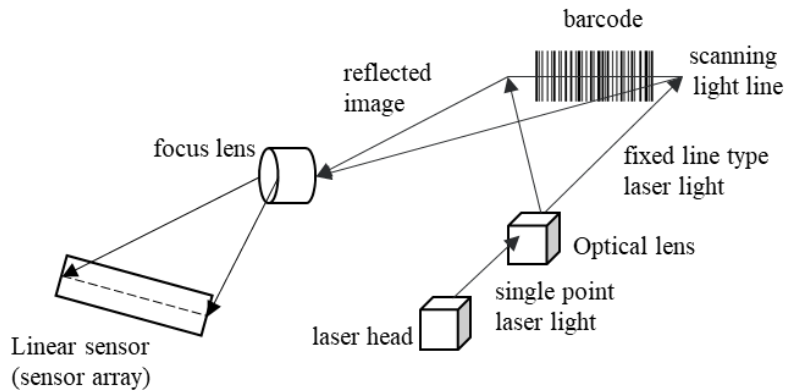 barcode
scanning
light line
reflected
image
focus lens
fixed line type
laser light
Optical lens
single point
laser light
laser head
Linear sensor
(sensor array)